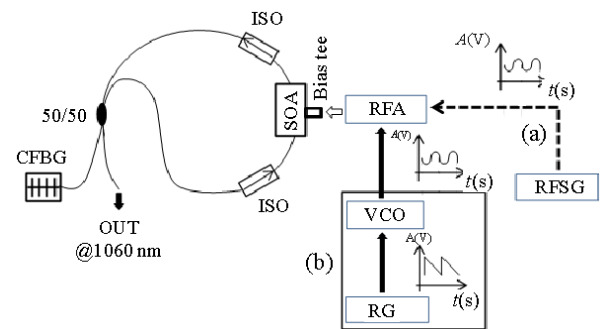 ISO
A(V)
t(s)
Bias tee
SOA
RFA
50/50
(a)
A(V)
CFBG
ISO
t(s)
RFSG
OUT
@1060 nm
VCO
(b)
A(V)
t(s)
RG